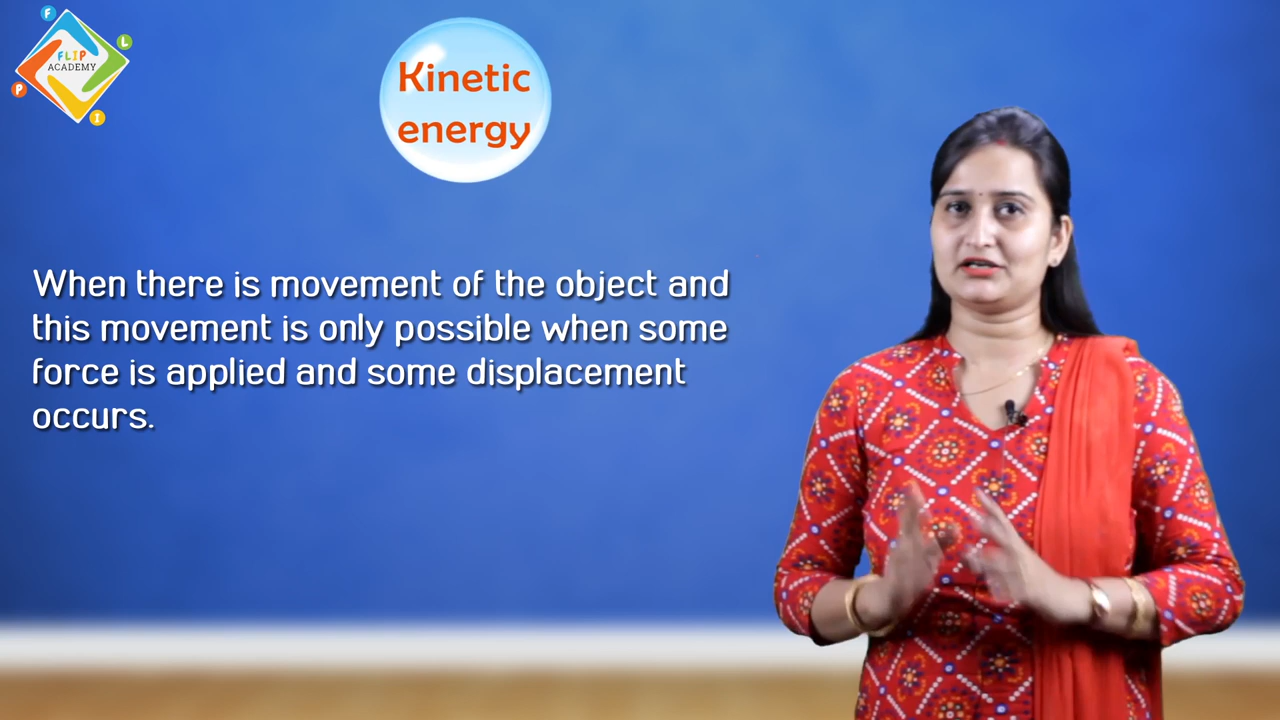 F
L
FLIP
ACADEMY
P
I
Kinetic
energy
When there is movement of the object and
this movement is only possible when some
force is applied and some displacement
occurs.